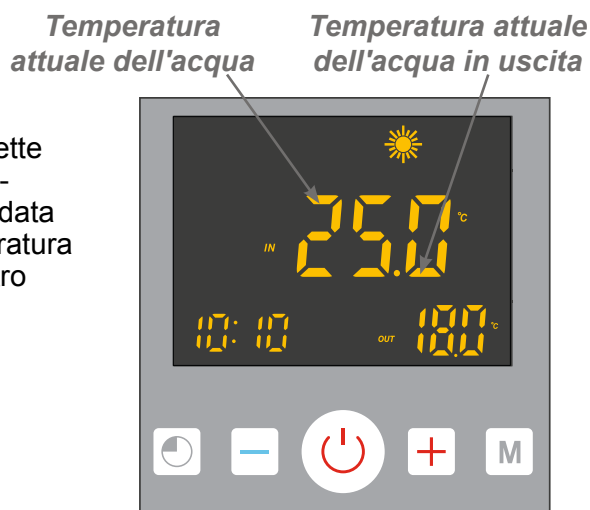 Temperatura
attuale dell'acqua
Temperatura attuale
dell'acqua in uscita
ette
-
data
ratura
ro
IN 25.0 °C
10:10 OUT 18.0 °C
M